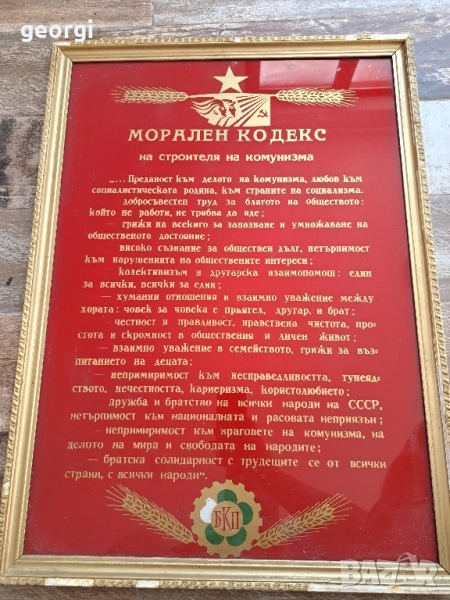 georgi
МОРАЛЕН КОДЕКС
на строителя на комунизма
„... Преданост към делото на комунизма, любов към
социалистическата родина, към страните на социализма.
добросъвестен труд за благото на обществото:
който не работи, не трябва да яде;
— грижи на всекиго за запазване и умножаване на
общественото достояние;
високо съзнание за обществен дълг, нетърпимост
към нарушенията на обществените интереси;
— колективизъм и другарска взаимопомощ: един
за всички, всички за един;
— хуманни отношения и взаимно уважение между
хората: човек за човека е приятел, другар, и брат;
— честност и правдивост, нравствена чистота, про-
стота и скромност в обществения и личен живот;
— взаимно уважение в семейството, грижи за въз-
питанието на децата;
— непримиримост към несправедливостта, тунеяд-
ството, нечестността, кариеризма, користолюбието;
дружба и братство на всички народи на СССР,
нетърпимост към националната и расовата неприязън;
—непримиримост към враговете на комунизма, на
делото на мира и свободата на народите;
— братска солидарност с трудещите се от всички
страни, с всички народи“.
БКП
bazar